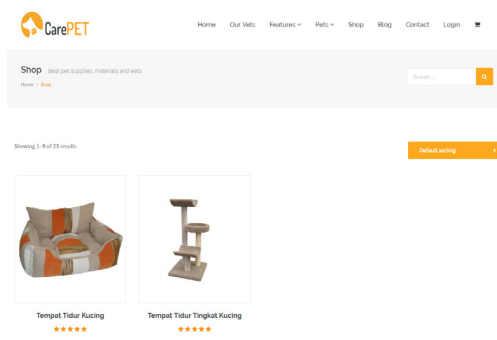 CarePET
Home Our Vets Features Pets Shop Blog Contact Login
Shop Best pet supplies, materials and eats
Home - Shop
Search...
Showing 1–9 of 23 results
Default sorting
Tempat Tidur Kucing
Tempat Tidur Tingkat Kucing